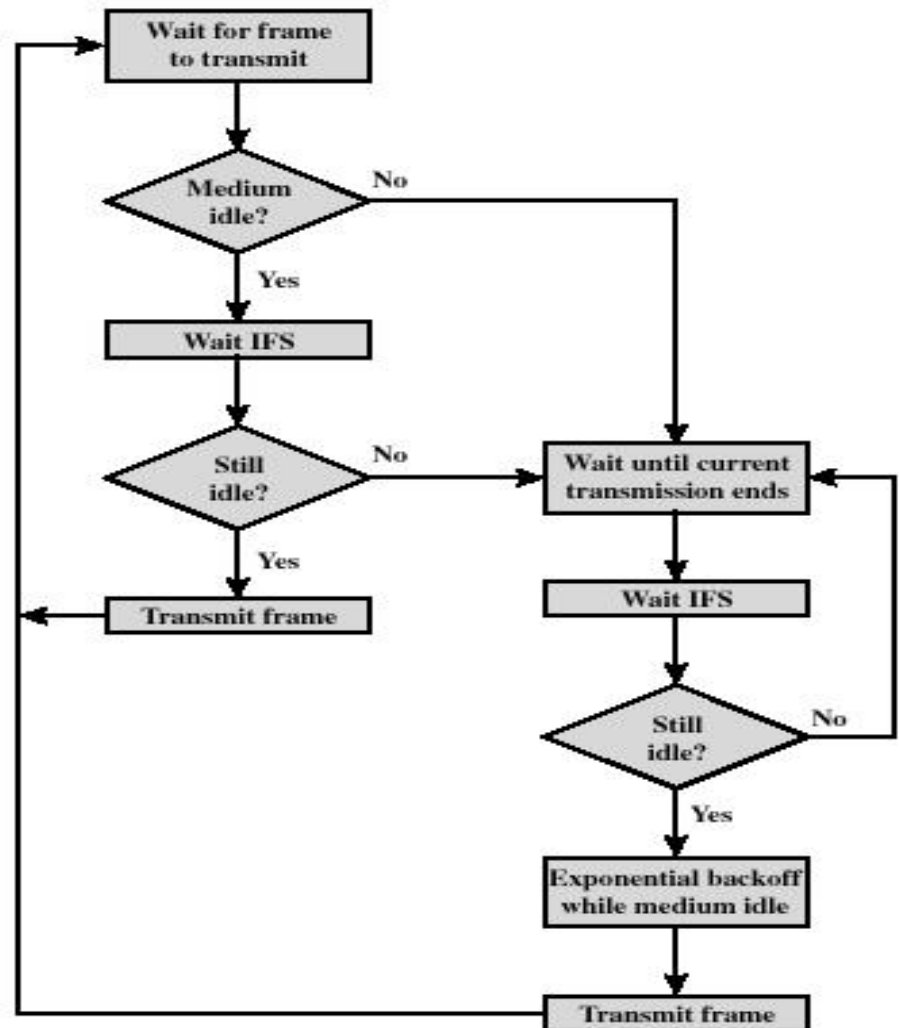 Wait for frame
to transmit
Medium
idle?
No
Yes
Wait IFS
Still
idle?
No
Yes
Transmit frame
Wait until current
transmission ends
Wait IFS
Still
idle?
No
Yes
Exponential backoff
while medium idle
Transmit frame